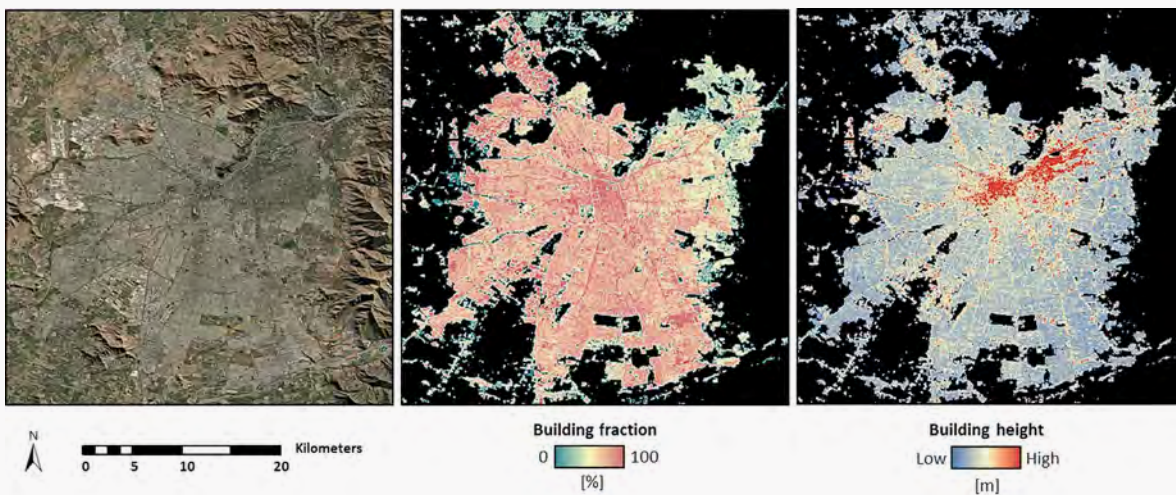 N
Kilometers
0 5 10 20
Building fraction
0 100
[%]
Building height
Low High
[m]